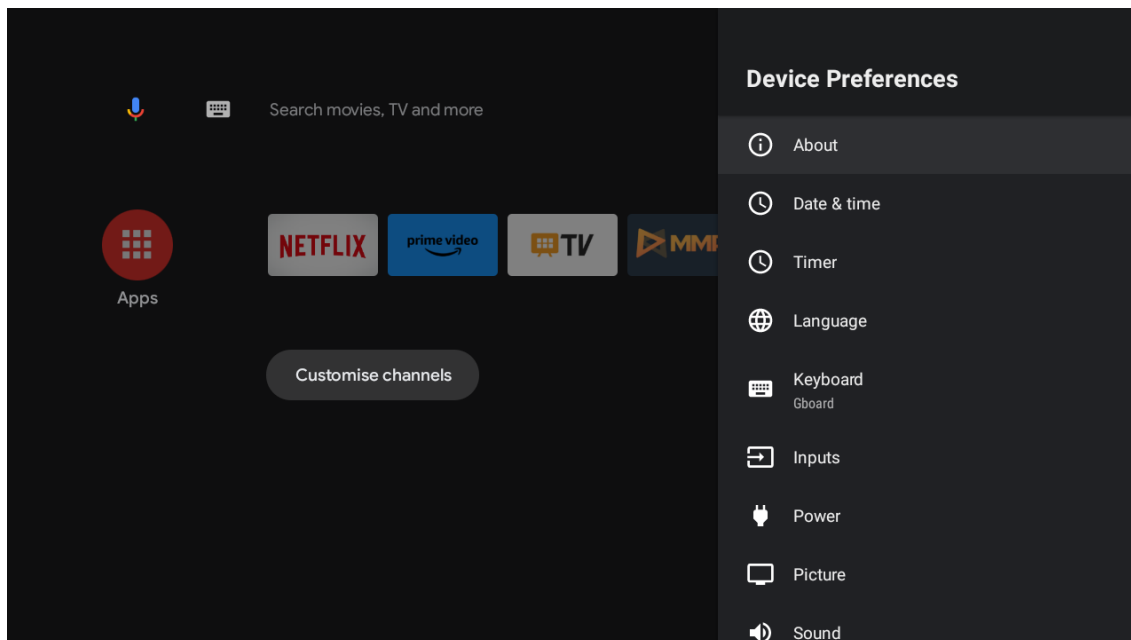 Search movies, TV and more
NETFLIX
prime video
TV
Apps
Customise channels
Device Preferences
About
Date & time
Timer
Language
Keyboard
Gboard
Inputs
Power
Picture
Sound